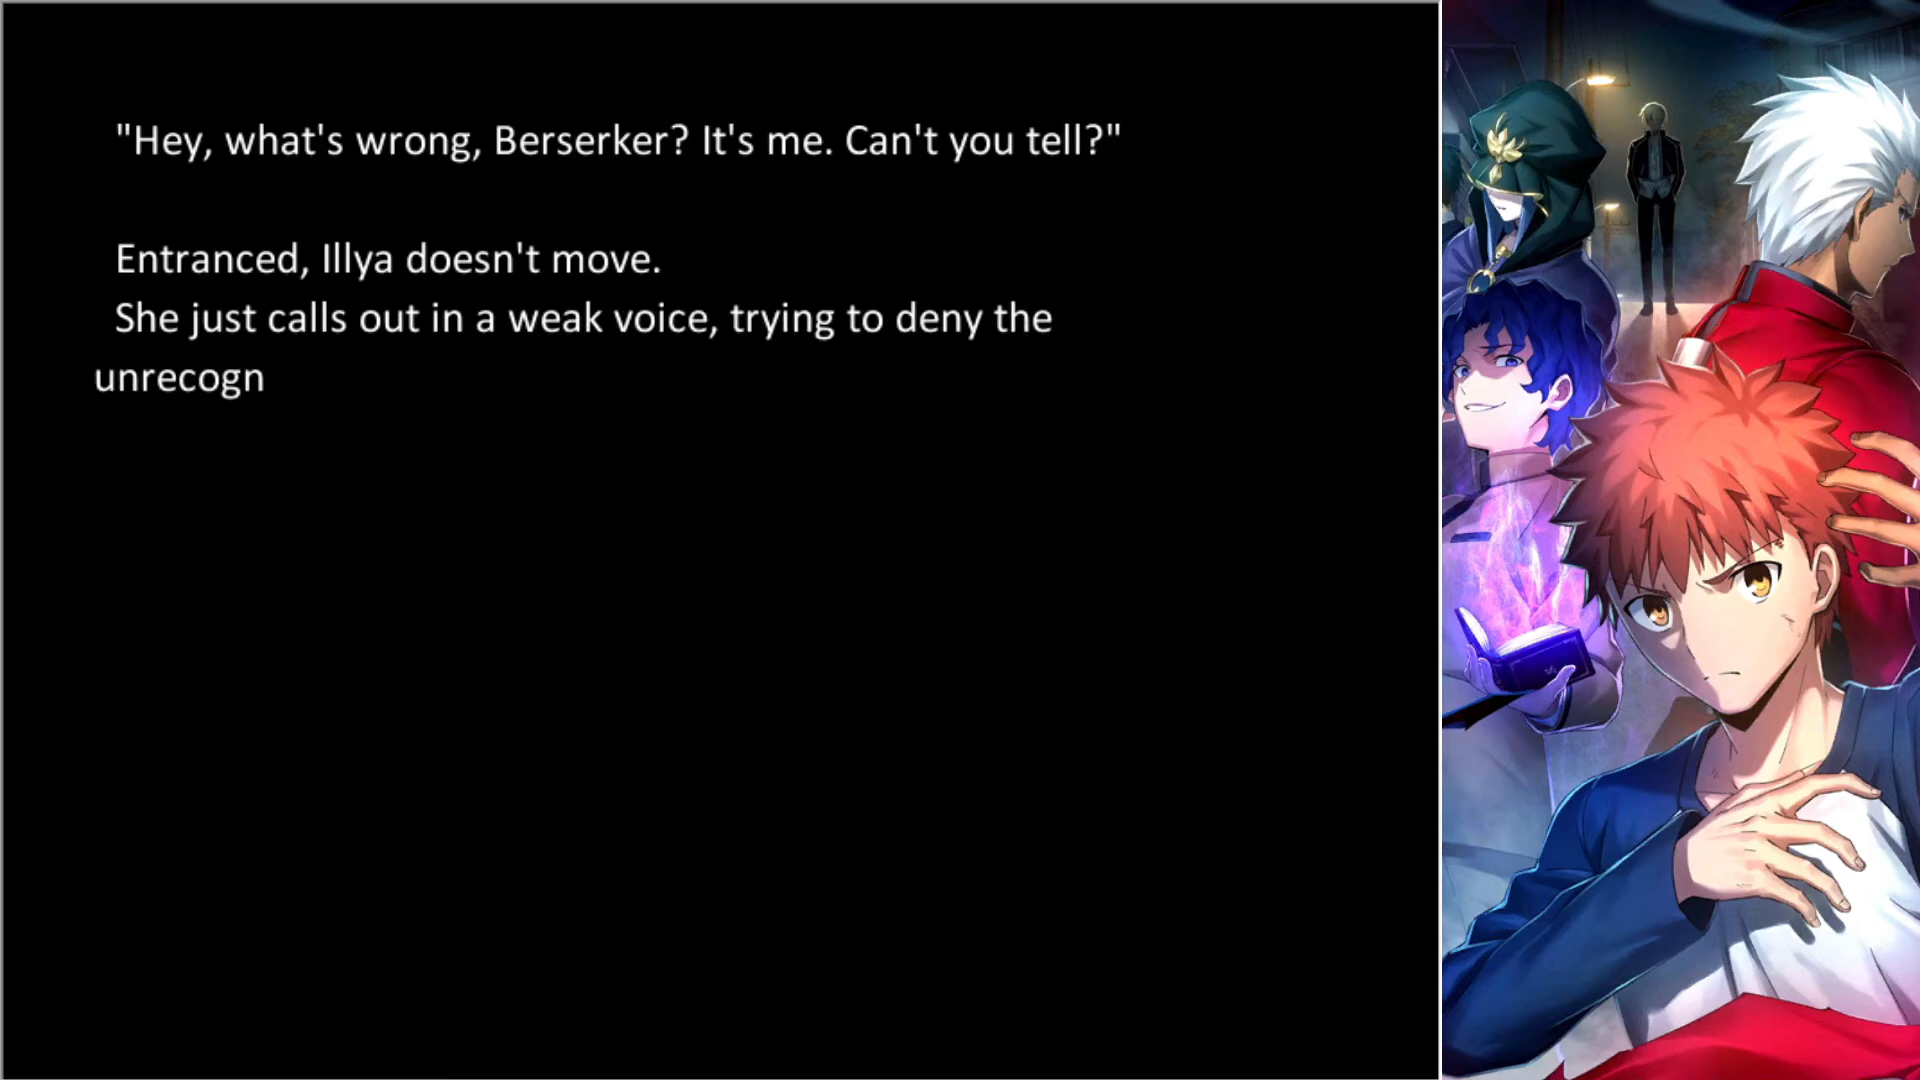 "Hey, what's wrong, Berserker? It's me. Can't you tell?"
Entranced, Illya doesn't move.
She just calls out in a weak voice, trying to deny the
unrecogn